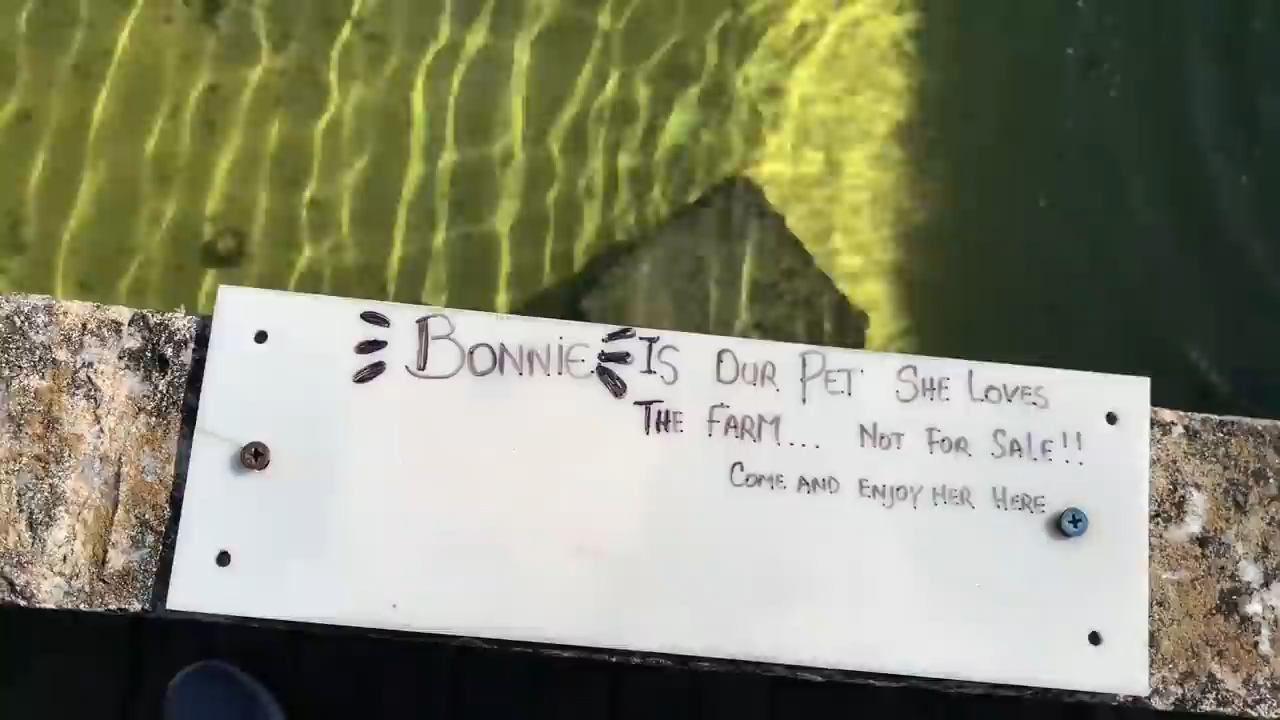 BONNiE IS OUR PET SHE LOVES
THE FARM... NOT FOR SALE!!
COME AND ENJOY HER HERE